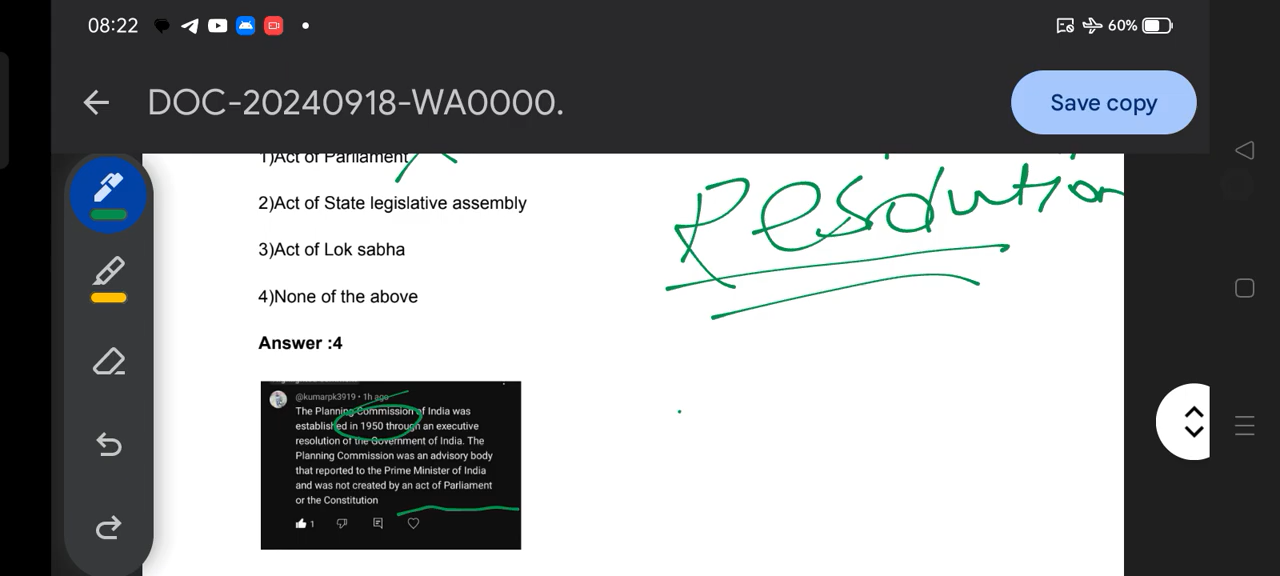 08:22
60%
DOC-20240918-WA0000.
Save copy
1)Act of Parliament
Resolution
2)Act of State legislative assembly
3)Act of Lok sabha
4)None of the above
Answer :4
@kumarpk3919 • 1h ago
The Planning Commission of India was
established in 1950 through an executive
resolution of the Government of India. The
Planning Commission was an advisory body
that reported to the Prime Minister of India
and was not created by an act of Parliament
or the Constitution
1